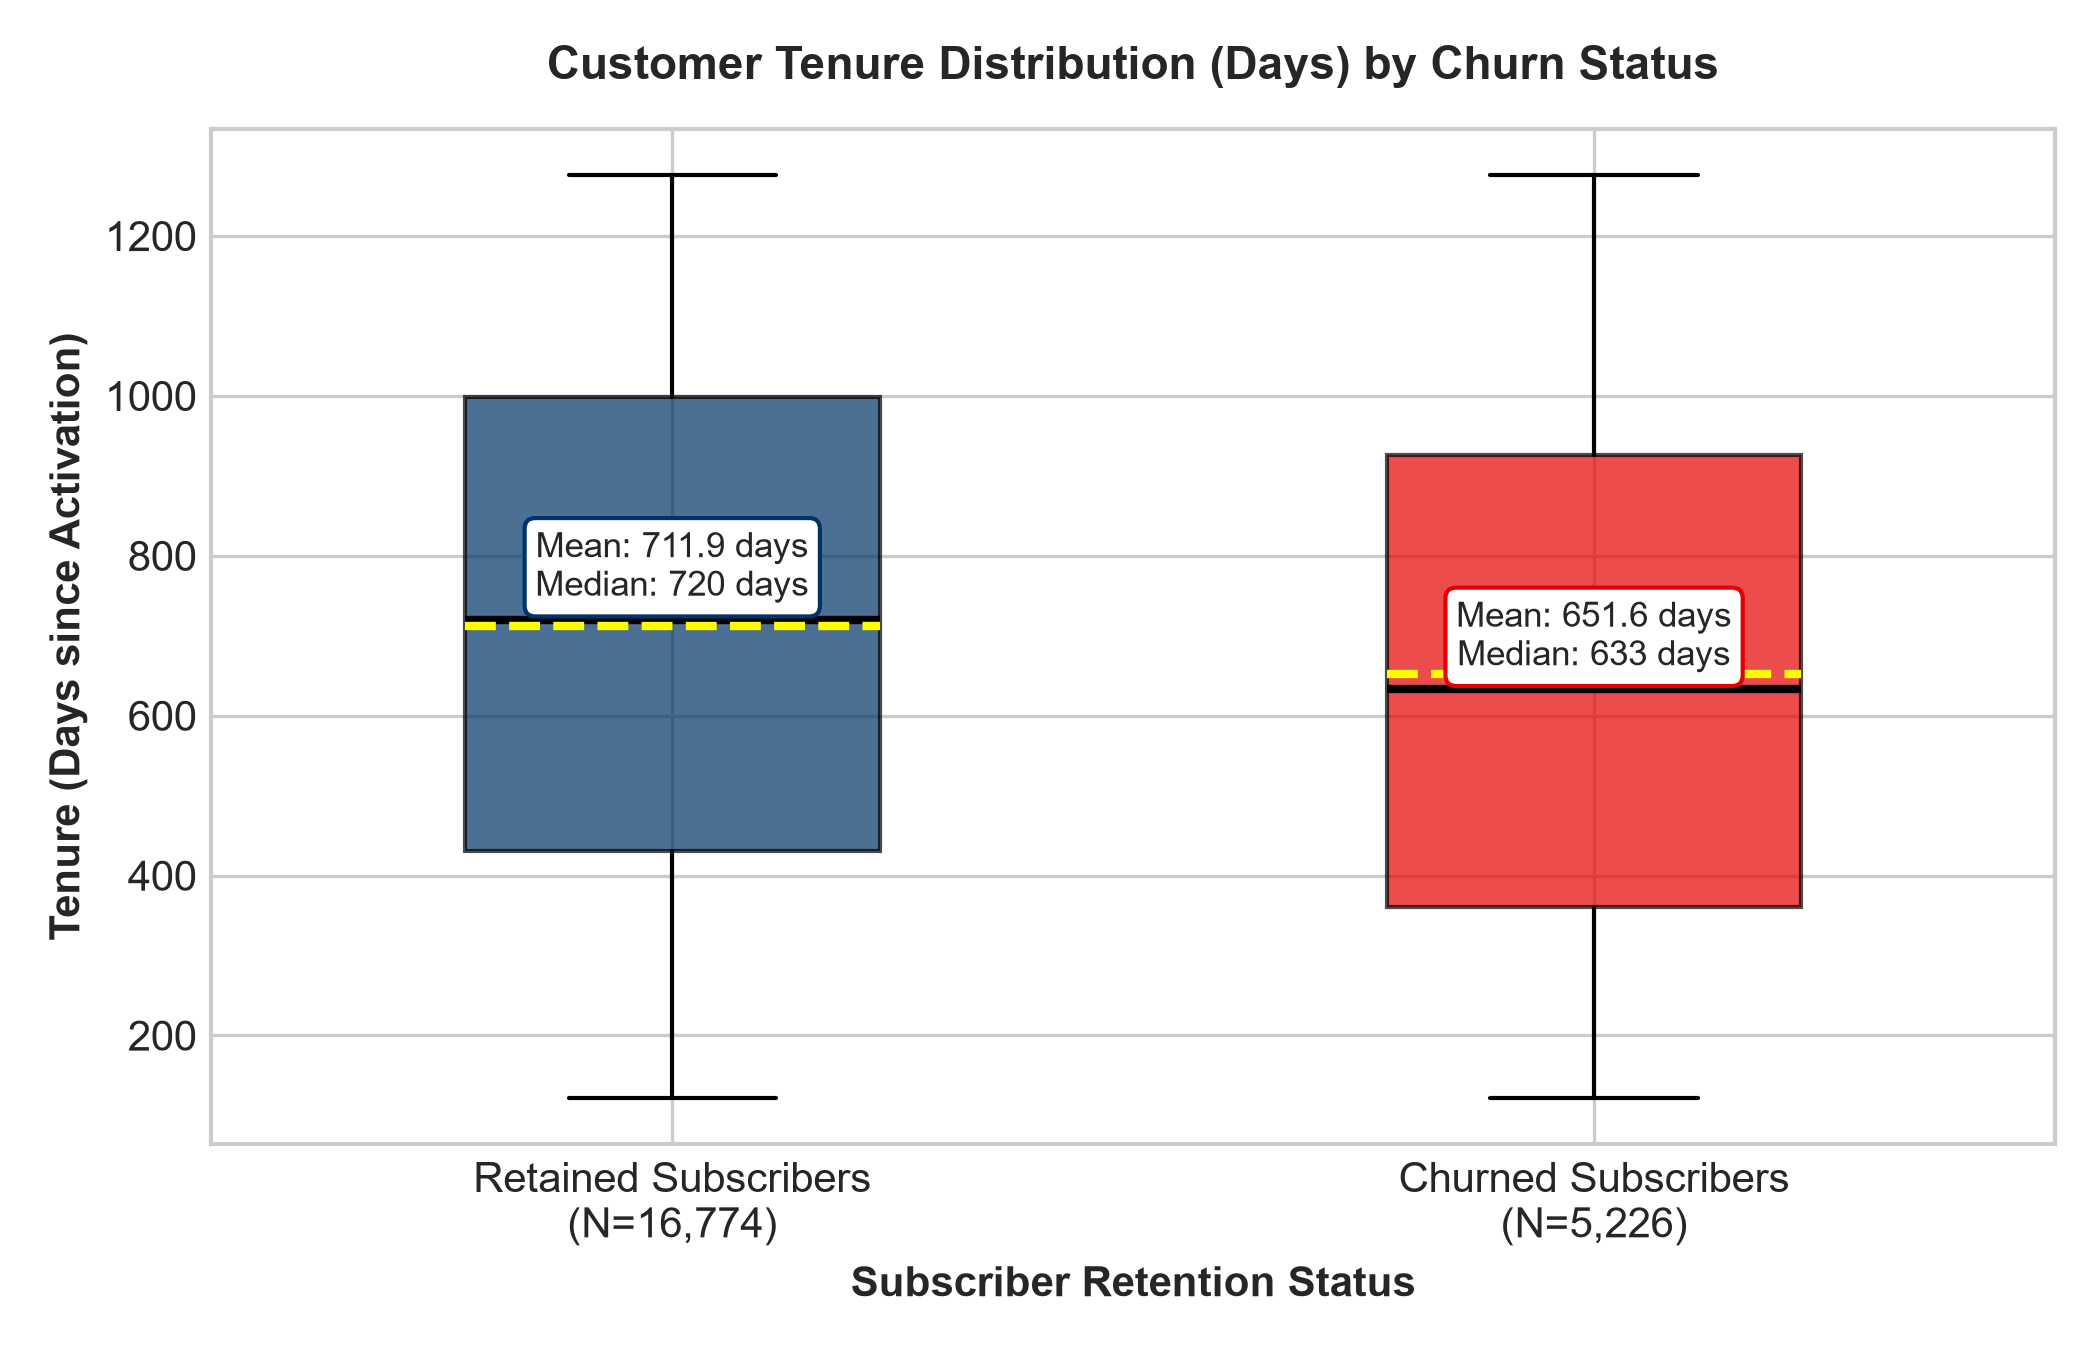 Customer Tenure Distribution (Days) by Churn Status
Tenure (Days since Activation)
1200
1000
800
600
400
200
Mean: 711.9 days
Median: 720 days
Mean: 651.6 days
Median: 633 days
Retained Subscribers
(N=16,774)
Churned Subscribers
(N=5,226)
Subscriber Retention Status